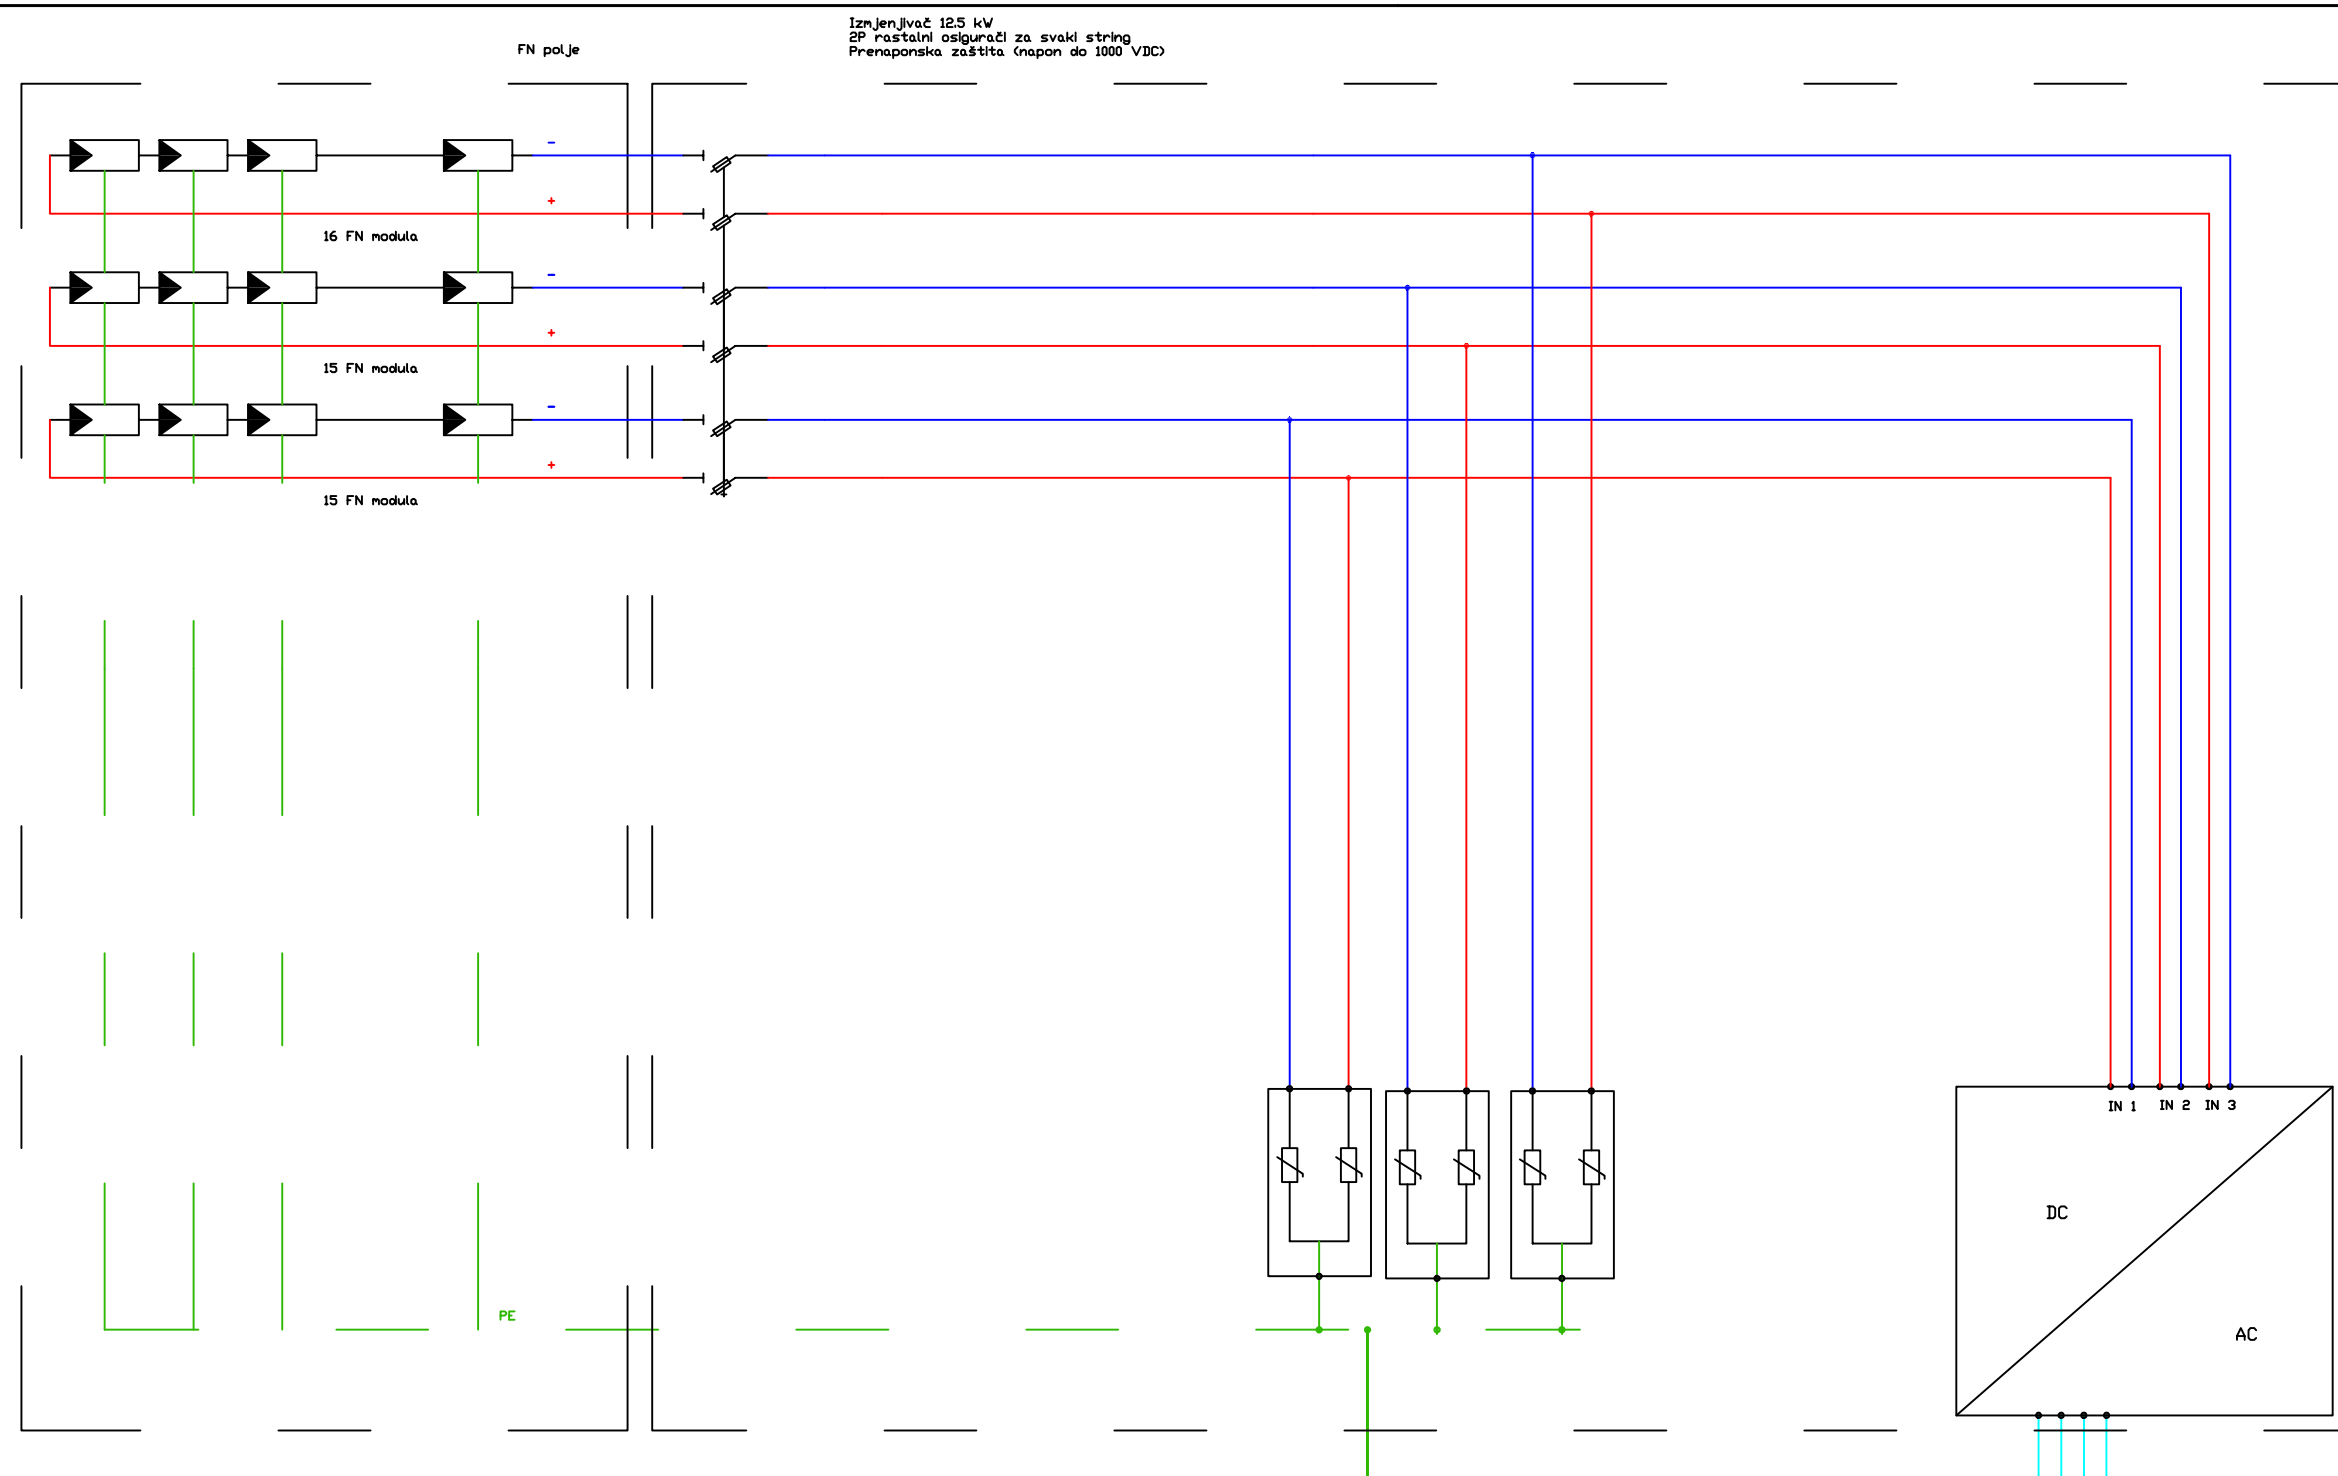 Izmjenjivač 12.5 kW
2P rastalni osigurači za svaki string
Prenaponska zaštita (napon do 1000 VDC)
FN polje
-
+
16 FN modula
-
+
15 FN modula
-
+
15 FN modula
IN 1 IN 2 IN 3
DC
AC
PE